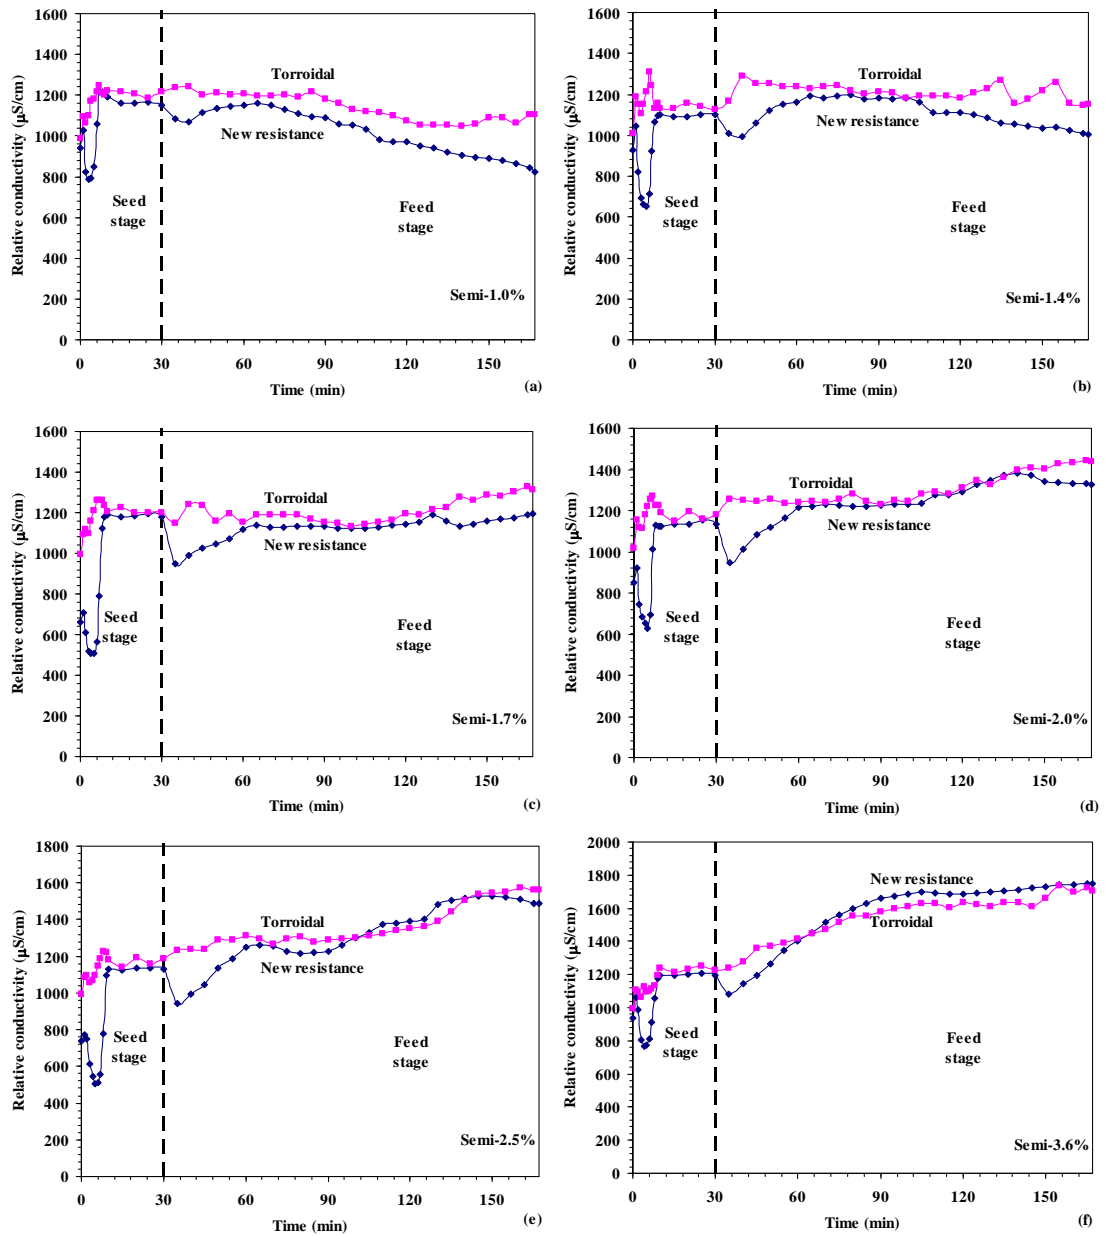 1600
1400
1200
1000
800
600
400
200
0
Relative conductivity (µS/cm)
Torroidal
New resistance
Seed
stage
Feed
stage
Semi-1.0%
0 30 60 90 120 150
Time (min)
(a)
1600
1400
1200
1000
800
600
400
200
0
Relative conductivity (µS/cm)
Torroidal
New resistance
Seed
stage
Feed
stage
Semi-1.4%
0 30 60 90 120 150
Time (min)
(b)
1600
1400
1200
1000
800
600
400
200
0
Relative conductivity (µS/cm)
Torroidal
New resistance
Seed
stage
Feed
stage
Semi-1.7%
0 30 60 90 120 150
Time (min)
(c)
1600
1400
1200
1000
800
600
400
200
0
Relative conductivity (µS/cm)
Torroidal
New resistance
Seed
stage
Feed
stage
Semi-2.0%
0 30 60 90 120 150
Time (min)
(d)
1800
1600
1400
1200
1000
800
600
400
200
0
Relative conductivity (µS/cm)
Torroidal
New resistance
Seed
stage
Feed
stage
Semi-2.5%
0 30 60 90 120 150
Time (min)
(e)
2000
1800
1600
1400
1200
1000
800
600
400
200
0
Relative conductivity (µS/cm)
New resistance
Torroidal
Seed
stage
Feed
stage
Semi-3.6%
0 30 60 90 120 150
Time (min)
(f)